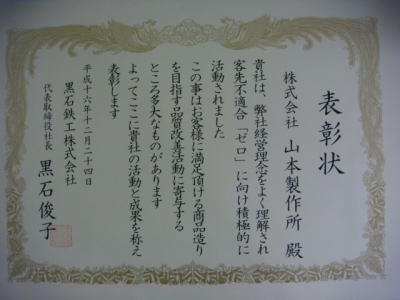 表彰状
株式会社 山本製作所 殿
貴社は、弊社経営理念をよく理解され
客先不適合「ゼロ」に向け積極的に
活動されました
この事はお客様に満足頂ける商品造り
を目指す品質改善活動に寄与する
ところ多大なものがあります
よってここに貴社の活動と成果を称え
表彰します
平成十六年十二月二十四日
黒石鉄工株式会社
代表取締役社長 黒石俊子